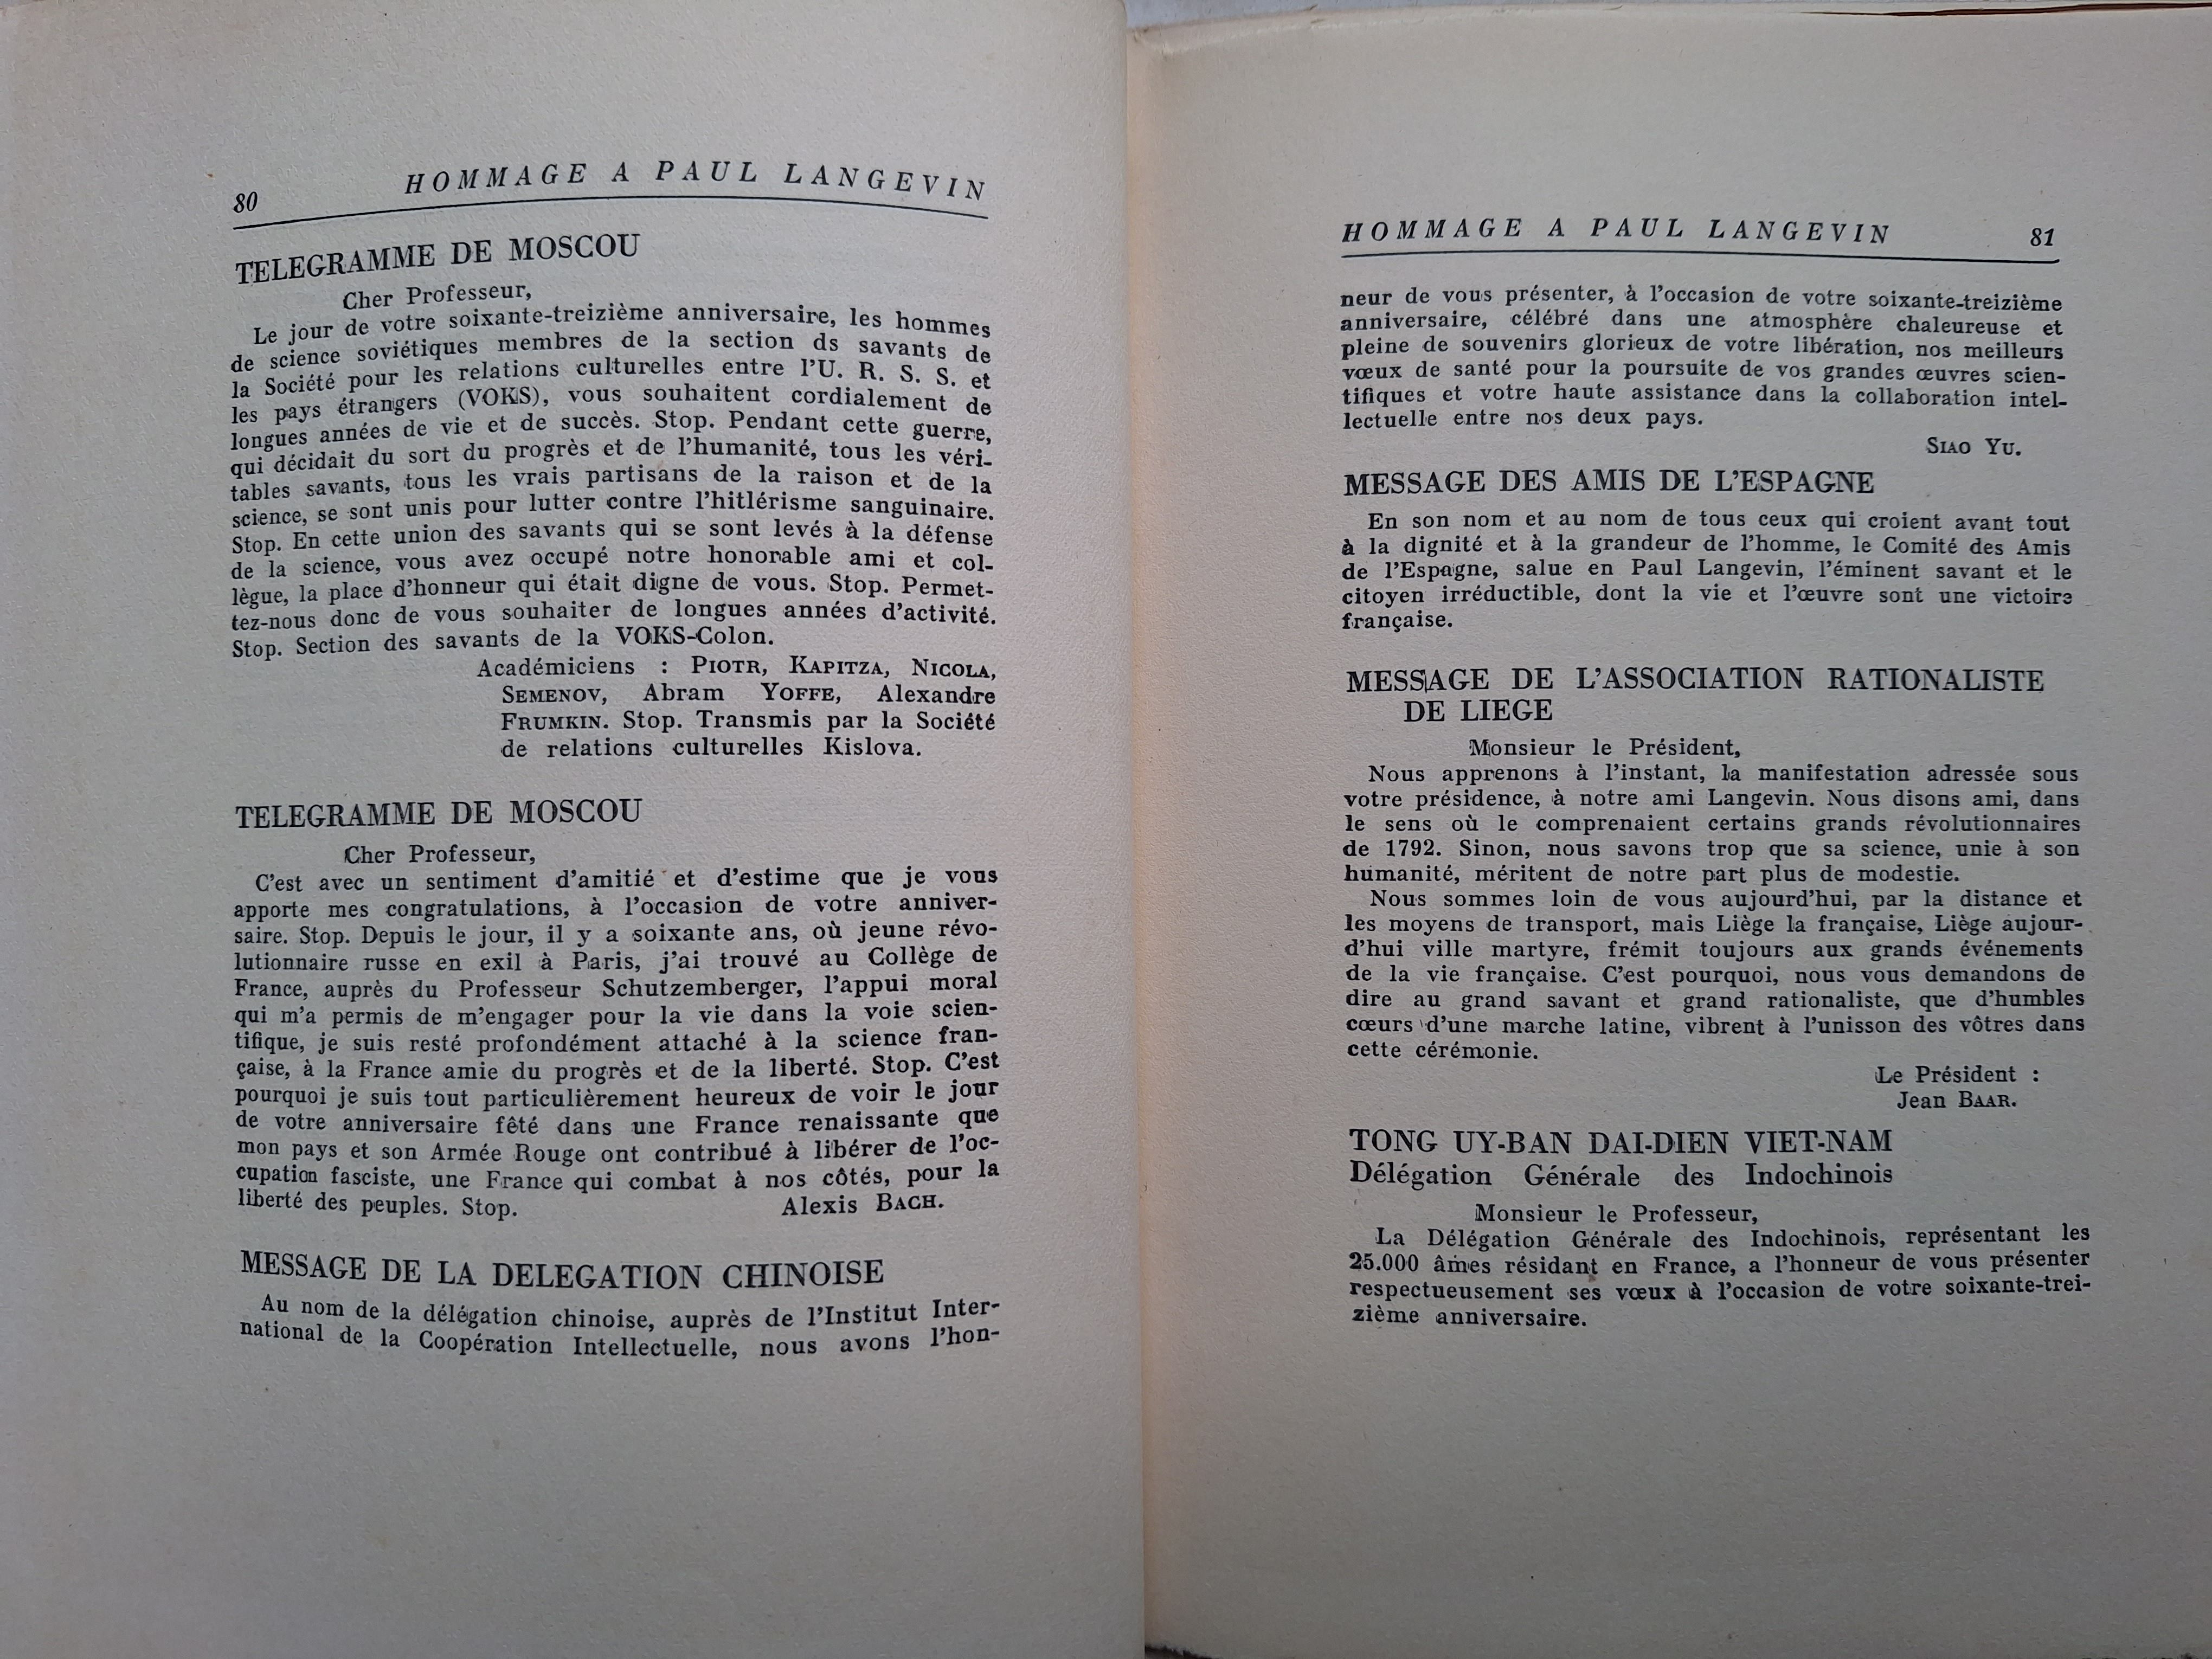 80 HOMMAGE A PAUL LANGEVIN
TELEGRAMME DE MOSCOU
Cher Professeur,
Le jour de votre soixante-treizième anniversaire, les hommes
de science soviétiques membres de la section ds savants de
la Société pour les relations culturelles entre l'U. R. S. S. et
les pays étrangers (VOKS), vous souhaitent cordialement de
longues années de vie et de succès. Stop. Pendant cette guerre,
qui décidait du sort du progrès et de l'humanité, tous les véri-
tables savants, tous les vrais partisans de la raison et de la
science, se sont unis pour lutter contre l'hitlérisme sanguinaire.
Stop. En cette union des savants qui se sont levés à la défense
de la science, vous avez occupé notre honorable ami et col-
lègue, la place d'honneur qui était digne de vous. Stop. Permet-
tez-nous donc de vous souhaiter de longues années d'activité.
Stop. Section des savants de la VOKS-Colon.
Académiciens : PIOTR, KAPITZA, NICOLA,
SEMENOV, Abram YOFFE, Alexandre
FRUMKIN. Stop. Transmis par la Société
de relations culturelles Kislova.
TELEGRAMME DE MOSCOU
Cher Professeur,
C'est avec un sentiment d'amitié et d'estime que je vous
apporte mes congratulations, à l'occasion de votre anniver-
saire. Stop. Depuis le jour, il y a soixante ans, où jeune révo-
lutionnaire russe en exil à Paris, j'ai trouvé au Collège de
France, auprès du Professeur Schutzemberger, l'appui moral
qui m'a permis de m'engager pour la vie dans la voie scien-
tifique, je suis resté profondément attaché à la science fran-
çaise, à la France amie du progrès et de la liberté. Stop. C'est
pourquoi je suis tout particulièrement heureux de voir le jour
de votre anniversaire fêté dans une France renaissante que
mon pays et son Armée Rouge ont contribué à libérer de l'oc-
cupation fasciste, une France qui combat à nos côtés, pour la
liberté des peuples. Stop. Alexis BACH.
MESSAGE DE LA DELEGATION CHINOISE
Au nom de la délégation chinoise, auprès de l'Institut Inter-
national de la Coopération Intellectuelle, nous avons l'hon-
HOMMAGE A PAUL LANGEVIN 81
neur de vous présenter, à l'occasion de votre soixante-treizième
anniversaire, célébré dans une atmosphère chaleureuse et
pleine de souvenirs glorieux de votre libération, nos meilleurs
vœux de santé pour la poursuite de vos grandes œuvres scien-
tifiques et votre haute assistance dans la collaboration intel-
lectuelle entre nos deux pays.
SIAO YU.
MESSAGE DES AMIS DE L'ESPAGNE
En son nom et au nom de tous ceux qui croient avant tout
à la dignité et à la grandeur de l'homme, le Comité des Amis
de l'Espagne, salue en Paul Langevin, l'éminent savant et le
citoyen irréductible, dont la vie et l'œuvre sont une victoire
française.
MESSAGE DE L'ASSOCIATION RATIONALISTE
DE LIEGE
Monsieur le Président,
Nous apprenons à l'instant, la manifestation adressée sous
votre présidence, à notre ami Langevin. Nous disons ami, dans
le sens où le comprenaient certains grands révolutionnaires
de 1792. Sinon, nous savons trop que sa science, unie à son
humanité, méritent de notre part plus de modestie.
Nous sommes loin de vous aujourd'hui, par la distance et
les moyens de transport, mais Liège la française, Liège aujour-
d'hui ville martyre, frémit toujours aux grands événements
de la vie française. C'est pourquoi, nous vous demandons de
dire au grand savant et grand rationaliste, que d'humbles
cœurs d'une marche latine, vibrent à l'unisson des vôtres dans
cette cérémonie.
Le Président :
Jean BAAR.
TONG UY-BAN DAI-DIEN VIET-NAM
Délégation Générale des Indochinois
Monsieur le Professeur,
La Délégation Générale des Indochinois, représentant les
25.000 âmes résidant en France, a l'honneur de vous présenter
respectueusement ses vœux à l'occasion de votre soixante-trei-
zième anniversaire.